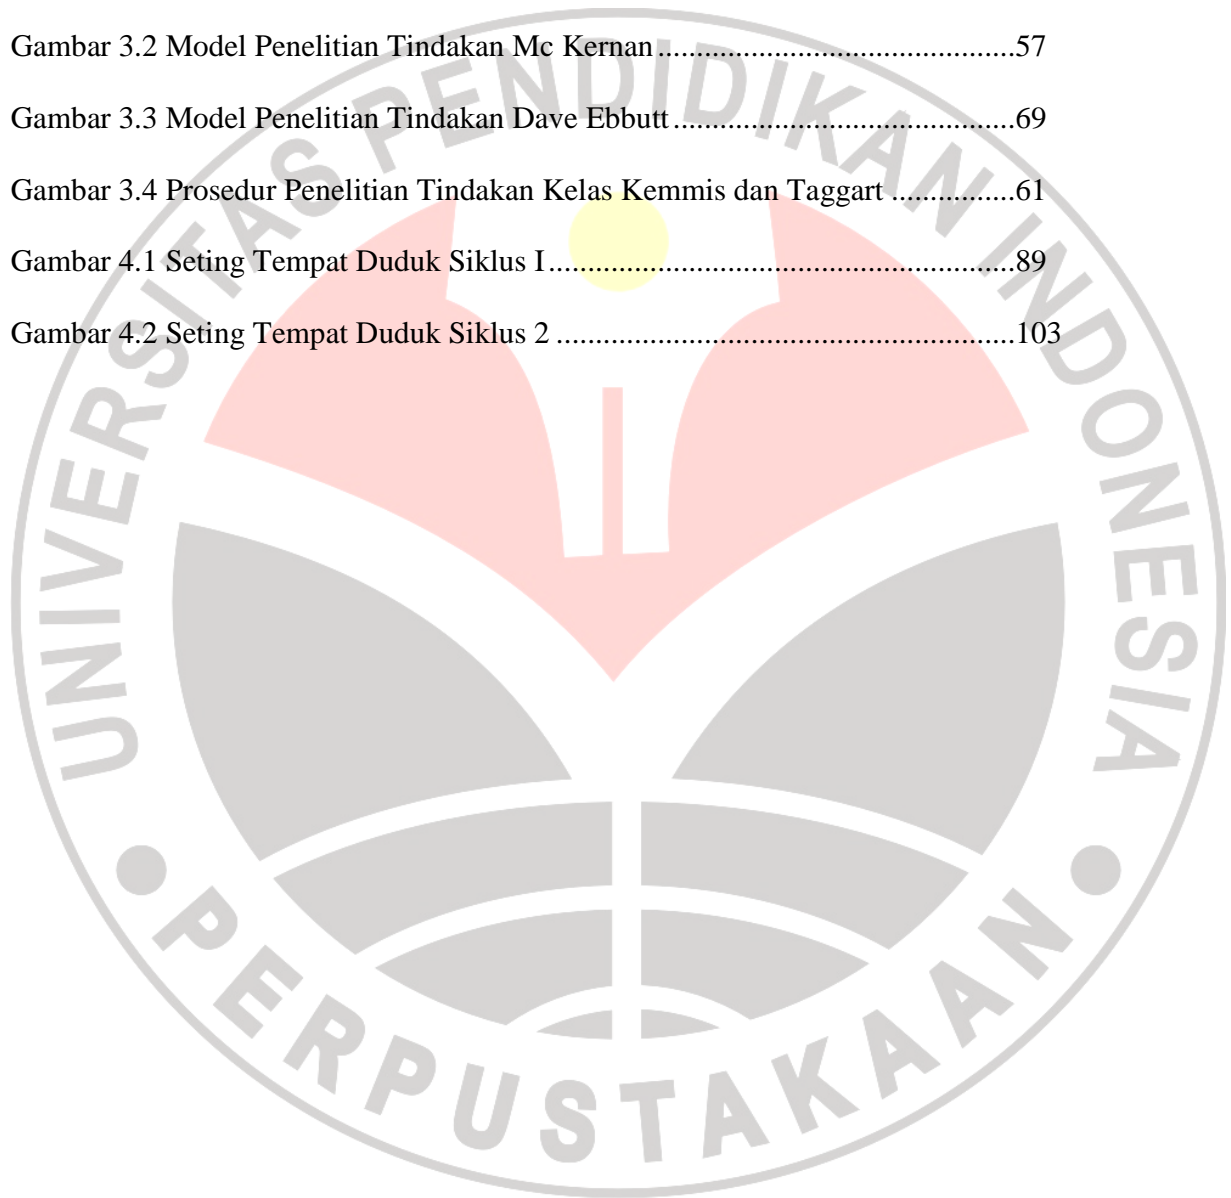 Gambar 3.2 Model Penelitian Tindakan Mc Kernan............................................57
Gambar 3.3 Model Penelitian Tindakan Dave Ebbutt..........................................69
Gambar 3.4 Prosedur Penelitian Tindakan Kelas Kemmis dan Taggart ...............61
Gambar 4.1 Seting Tempat Duduk Siklus I.........................................................89
Gambar 4.2 Seting Tempat Duduk Siklus 2 ........................................................103
UNIVERSITAS PENDIDIKAN INDONESIA
PERPUSTAKAAN